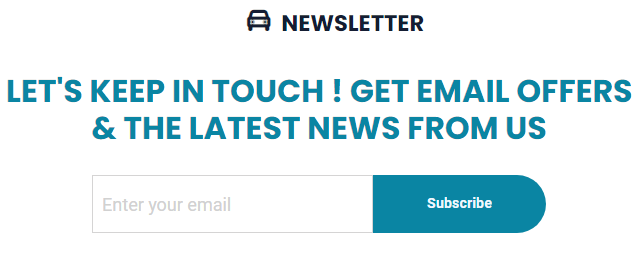 NEWSLETTER
LET'S KEEP IN TOUCH ! GET EMAIL OFFERS
& THE LATEST NEWS FROM US
Enter your email
Subscribe